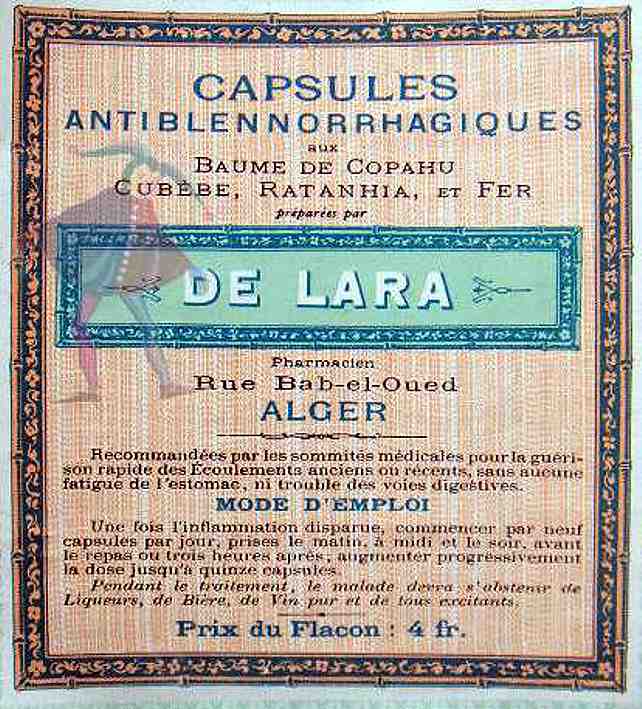 CAPSULES
ANTIBLENNORRHAGIQUES
aux
BAUME DE COPAHU
CUBÈBE, RATANHIA, ET FER
préparées par
DE LARA
Pharmacien
Rue Bab-el-Oued
ALGER
Recommandées par les sommités médicales pour la guéri-
son rapide des Écoulements anciens ou récents, sans aucune
fatigue de l'estomac, ni trouble des voies digestives.
MODE D'EMPLOI
Une fois l'inflammation disparue, commencer par neuf
capsules par jour, prises le matin, à midi et le soir, avant
le repas ou trois heures après, augmenter progressivement
la dose jusqu'à quinze capsules.
Pendant le traitement, le malade devra s'abstenir de
Liqueurs, de Bière, de Vin pur et de tous excitants.
Prix du Flacon : 4 fr.